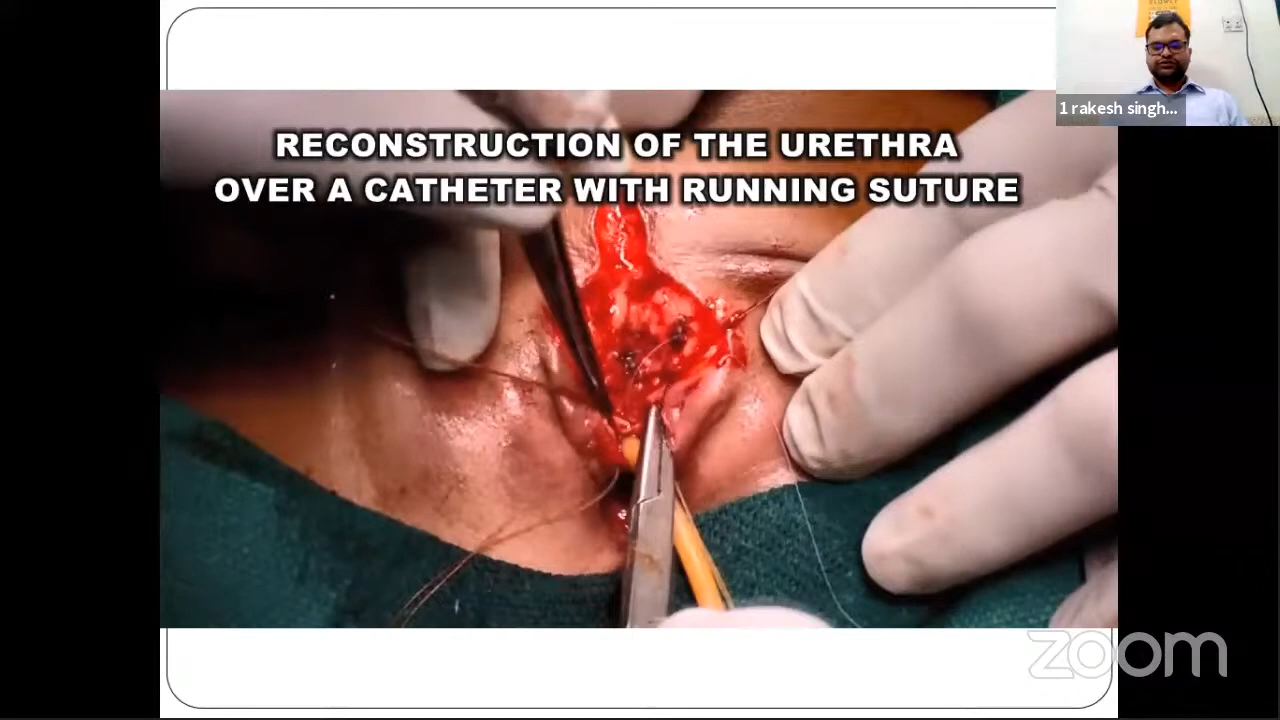 RECONSTRUCTION OF THE URETHRA
OVER A CATHETER WITH RUNNING SUTURE
1 rakesh singh...
zoom